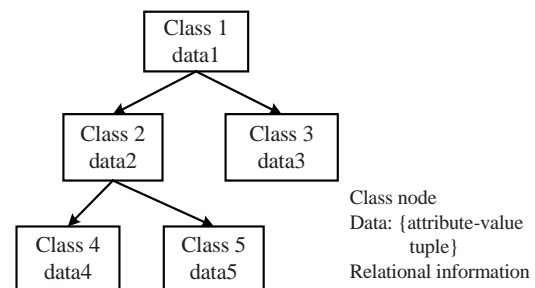 Class 1
data1
Class 2
data2
Class 3
data3
Class 4
data4
Class 5
data5
Class node
Data: {attribute-value
tuple}
Relational information